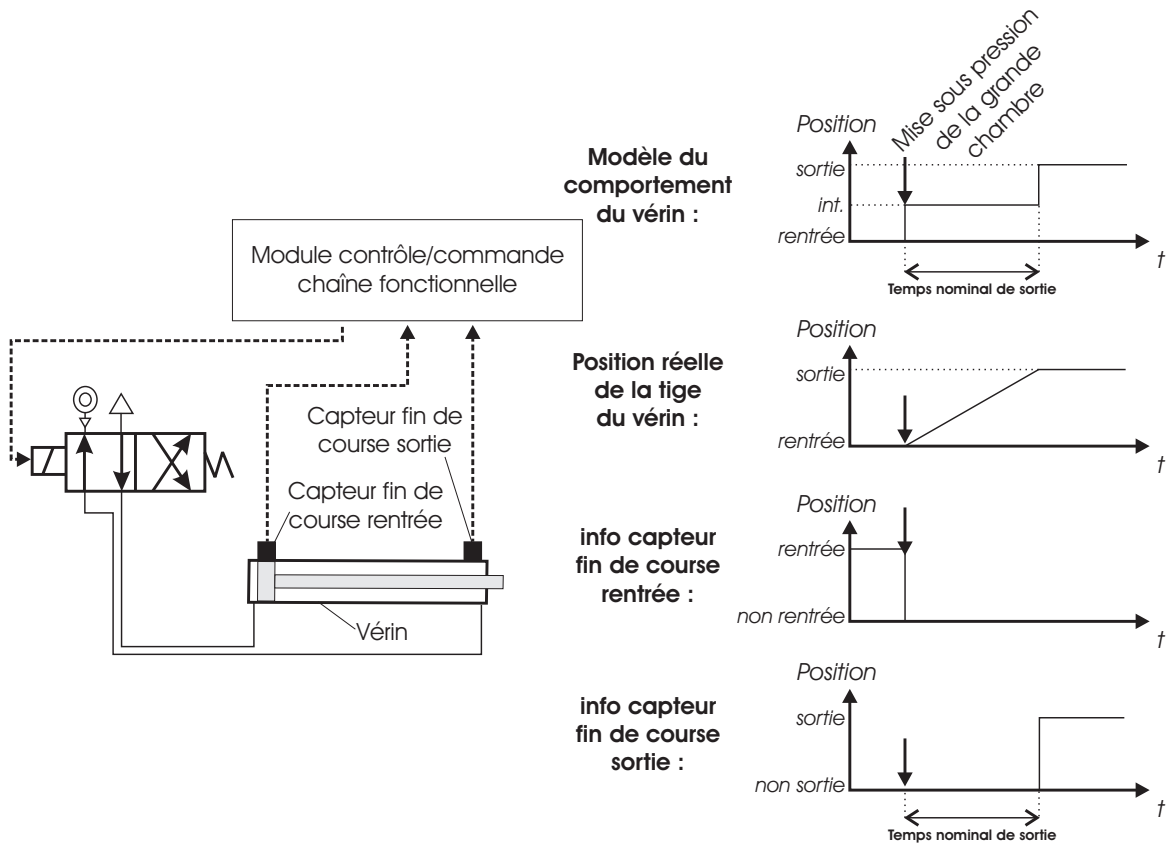 Module contrôle/commande
chaîne fonctionnelle
Capteur fin de
course sortie
Capteur fin de
course rentrée
Vérin
Modèle du
comportement
du vérin :
Position
Mise sous pression
de la grande
chambre
sortie
int.
rentrée
t
Temps nominal de sortie
Position réelle
de la tige
du vérin :
Position
sortie
rentrée
t
info capteur
fin de course
rentrée :
Position
rentrée
non rentrée
t
info capteur
fin de course
sortie :
Position
sortie
non sortie
t
Temps nominal de sortie